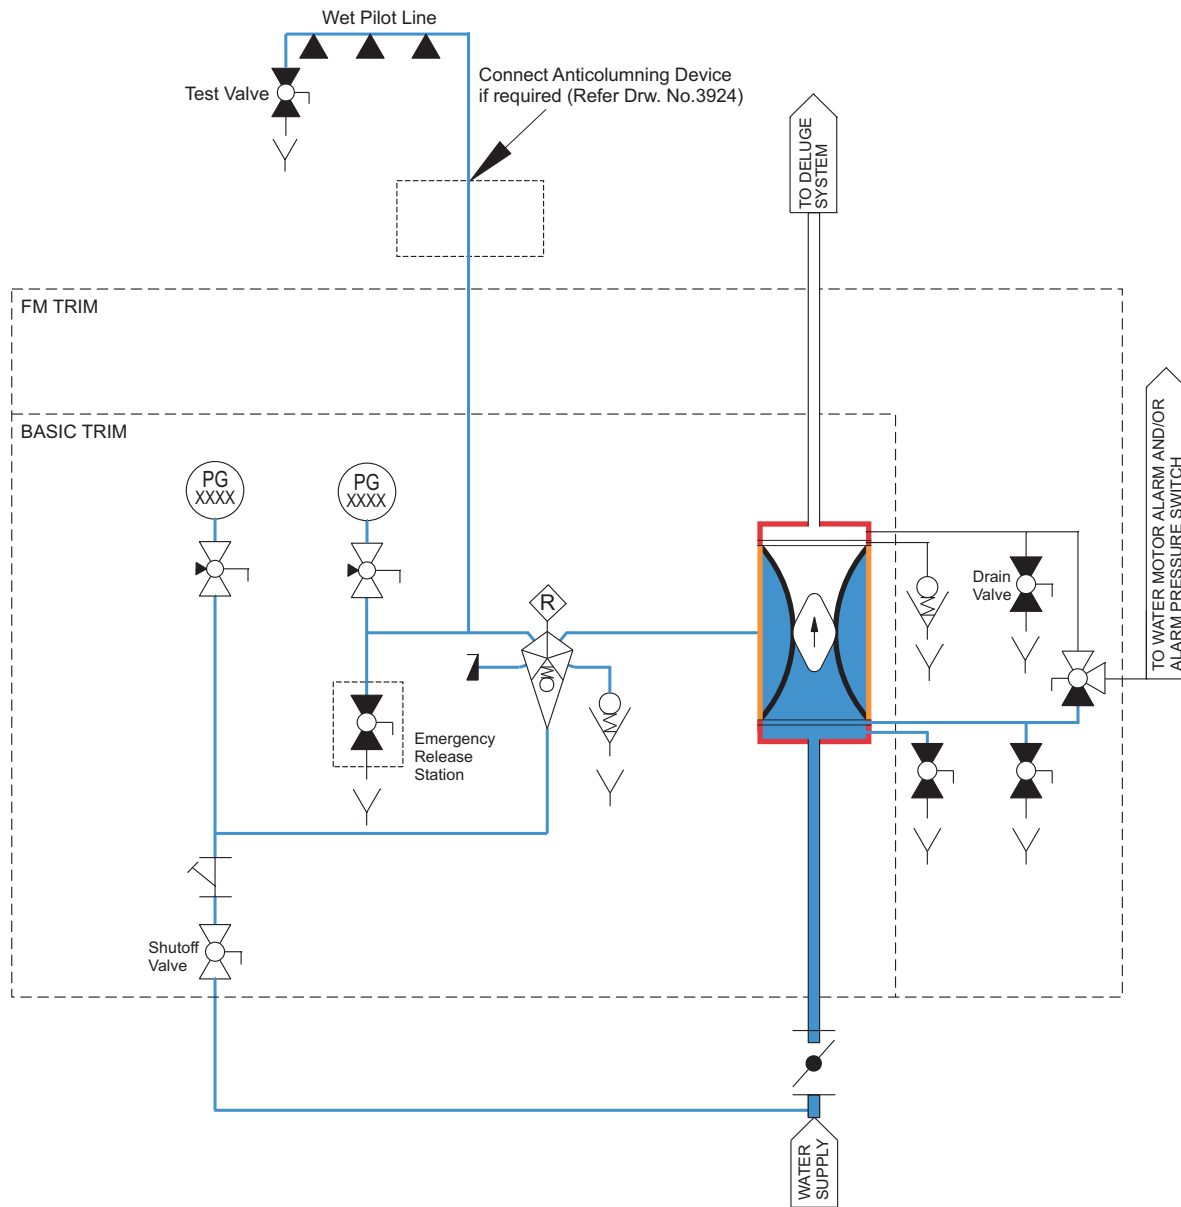 Wet Pilot Line
Test Valve
Connect Anticolumning Device
if required (Refer Drw. No.3924)
TO DELUGE
SYSTEM
FM TRIM
BASIC TRIM
PG
XXXX
PG
XXXX
R
Drain
Valve
TO WATER MOTOR ALARM AND/OR
ALARM PRESSURE SWITCH
Emergency
Release
Station
Shutoff
Valve
WATER
SUPPLY